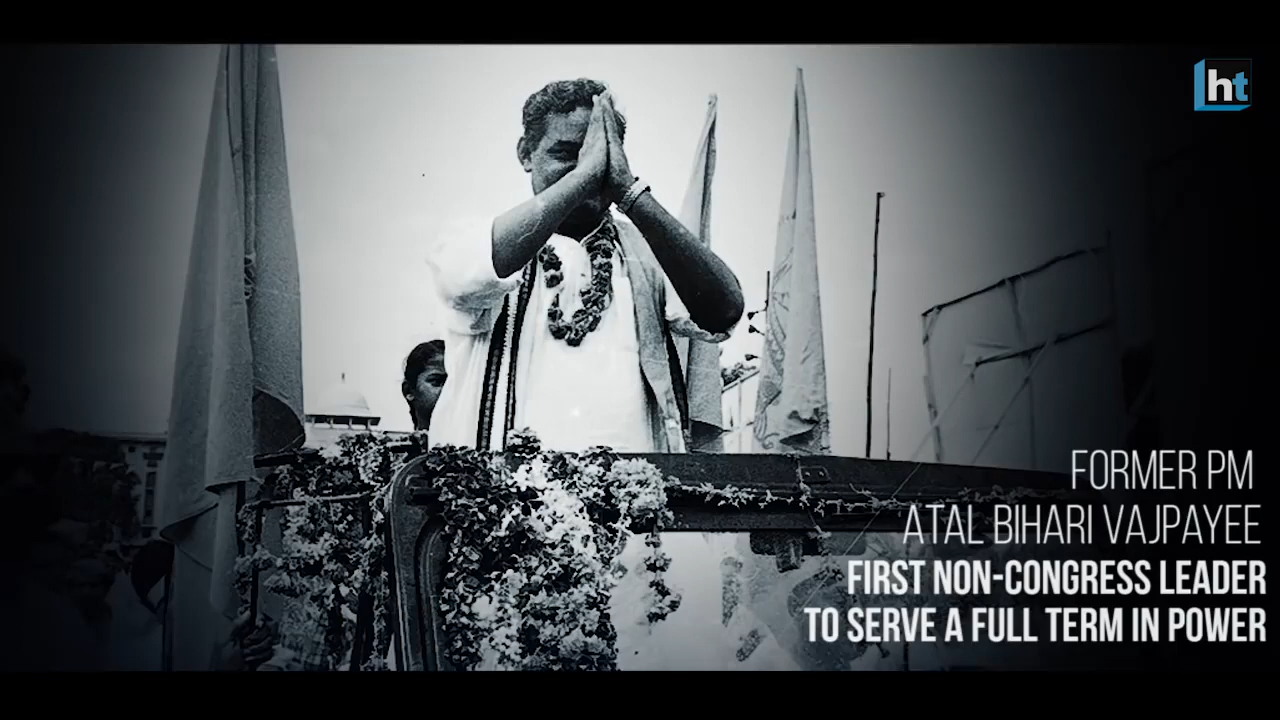 ht
FORMER PM
ATAL BIHARI VAJPAYEE
FIRST NON-CONGRESS LEADER
TO SERVE A FULL TERM IN POWER